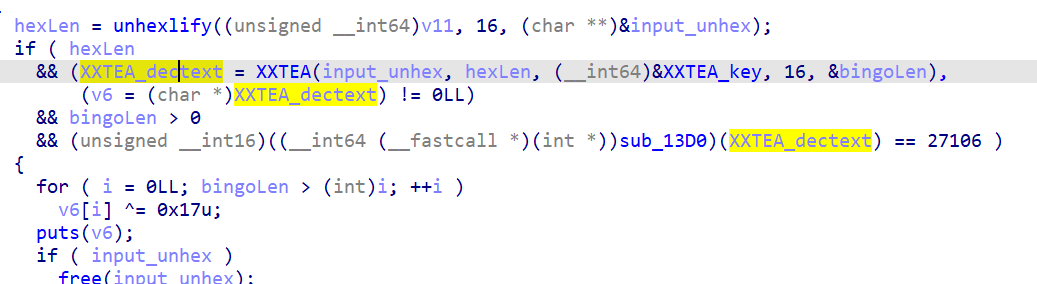 hexLen = unhexlify((unsigned __int64)v11, 16, (char **)&input_unhex);
if ( hexLen
&& (XXTEA_dectext = XXTEA(input_unhex, hexLen, (__int64)&XXTEA_key, 16, &bingoLen),
(v6 = (char *)XXTEA_dectext) != 0LL)
&& bingoLen > 0
&& (unsigned __int16)((__int64 (__fastcall *)(int *))sub_13D0)(XXTEA_dectext) == 27106 )
{
for ( i = 0LL; bingoLen > (int)i; ++i )
v6[i] ^= 0x17u;
puts(v6);
if ( input_unhex )
free(input_unhex);